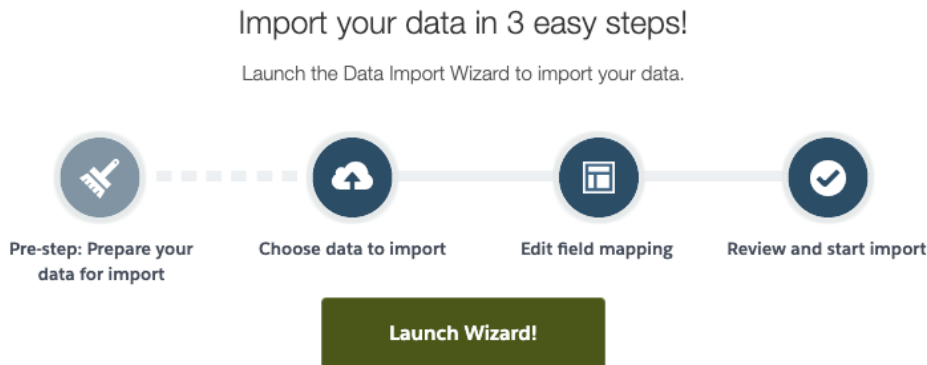 Import your data in 3 easy steps!
Launch the Data Import Wizard to import your data.
Pre-step: Prepare your
data for import
Choose data to import
Edit field mapping
Review and start import
Launch Wizard!